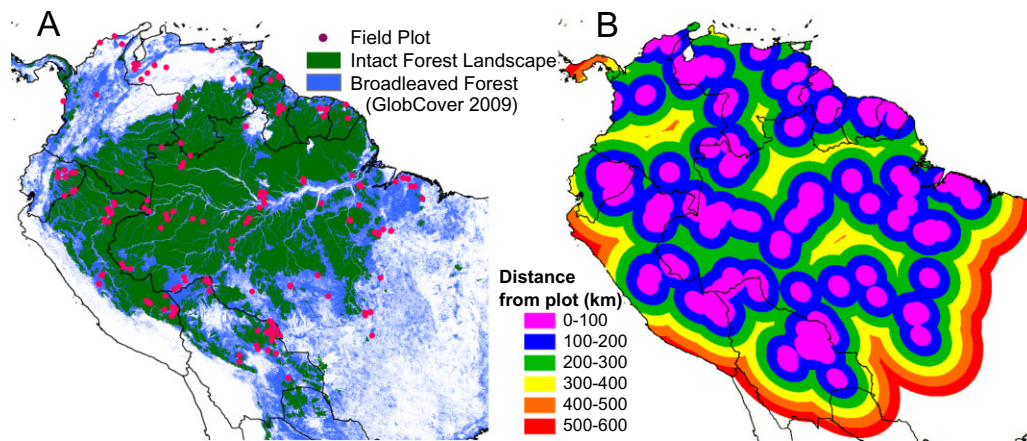 A
Field Plot
Intact Forest Landscape
Broadleaved Forest
(GlobCover 2009)
B
Distance
from plot (km)
0-100
100-200
200-300
300-400
400-500
500-600